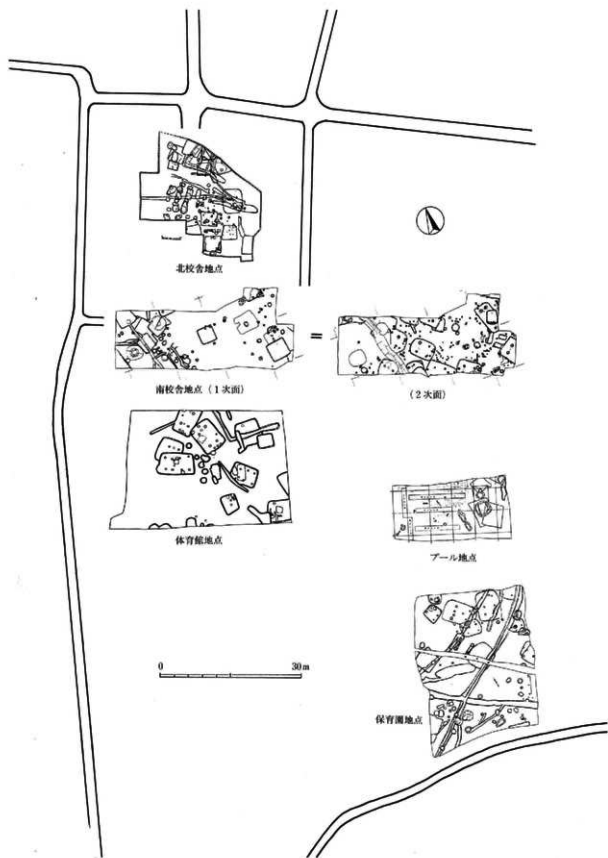 北校舎地点
=
南校舎地点(1次面)
(2次面)
体育館地点
プール地点
0 30m
保育園地点